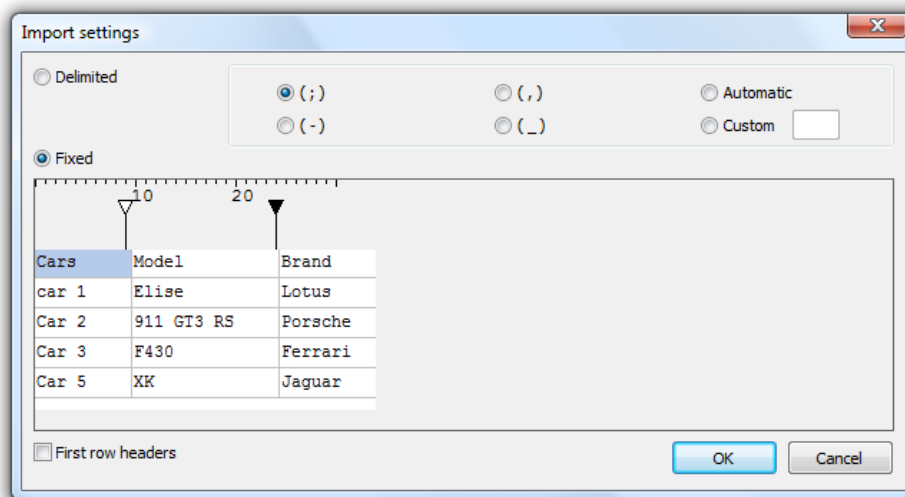 Import settings
Delimited
(;) (,) Automatic
(-) (_) Custom
Fixed
10 20
Cars Model Brand
car 1 Elise Lotus
Car 2 911 GT3 RS Porsche
Car 3 F430 Ferrari
Car 5 XK Jaguar
First row headers OK Cancel